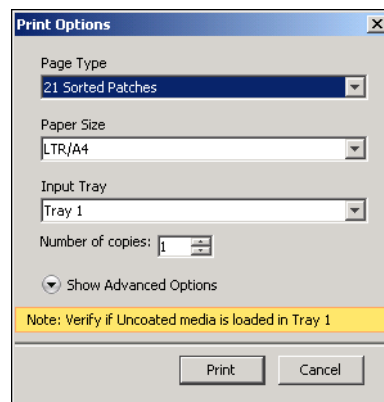 Print Options
Page Type
21 Sorted Patches
Paper Size
LTR/A4
Input Tray
Tray 1
Number of copies: 1
Show Advanced Options
Note: Verify if Uncoated media is loaded in Tray 1
Print Cancel